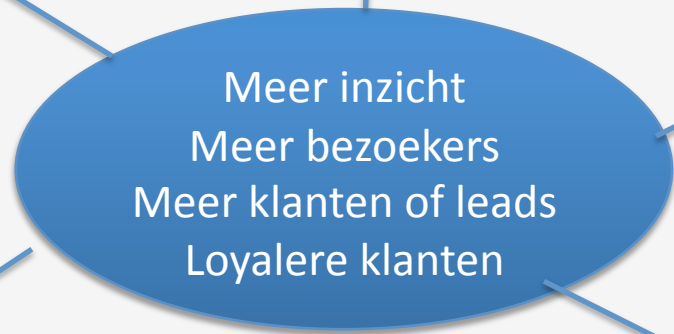 Meer inzicht
Meer bezoekers
Meer klanten of leads
Loyalere klanten